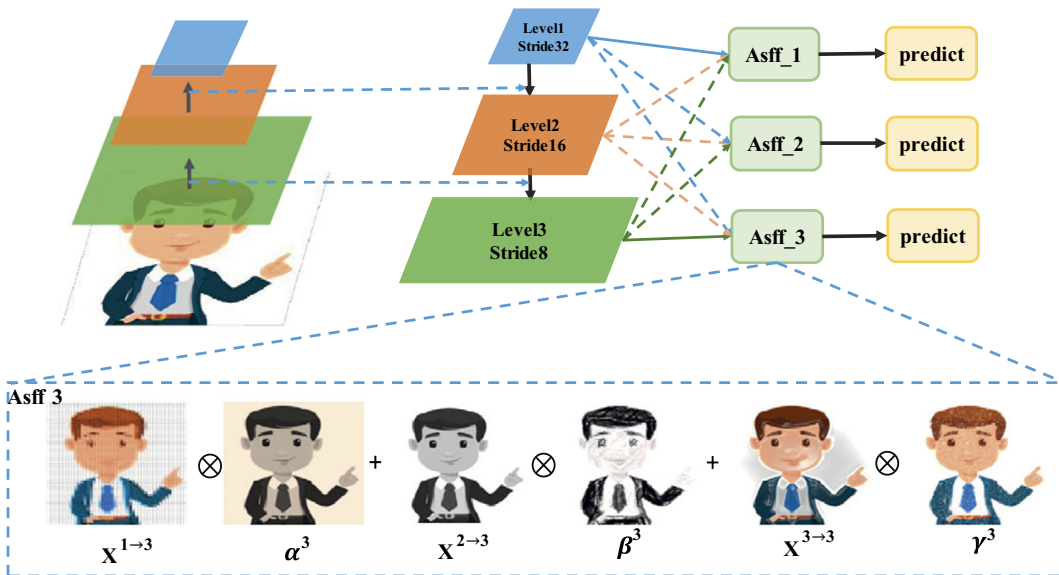 Level1
Stride32
Asff_1
predict
Level2
Stride16
Asff_2
predict
Level3
Stride8
Asff_3
predict
Asff 3
⊗ + ⊗ + ⊗
X¹→³ α³ X²→³ β³ X³→³ γ³